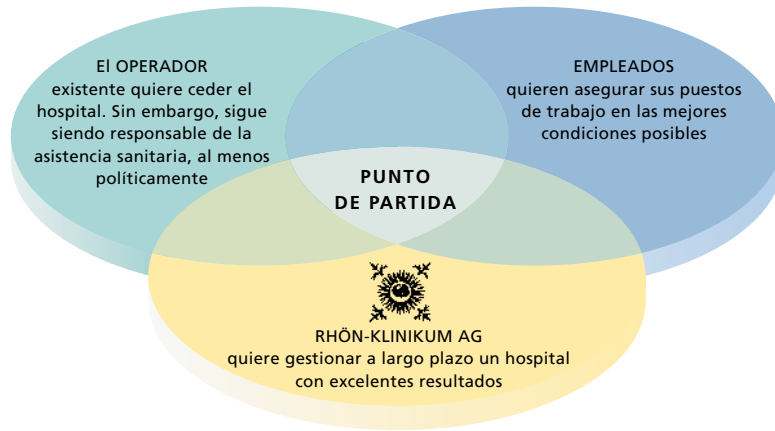 El OPERADOR
existente quiere ceder el
hospital. Sin embargo, sigue
siendo responsable de la
asistencia sanitaria, al menos
políticamente
EMPLEADOS
quieren asegurar sus puestos
de trabajo en las mejores
condiciones posibles
PUNTO
DE PARTIDA
RHÖN-KLINIKUM AG
quiere gestionar a largo plazo un hospital
con excelentes resultados